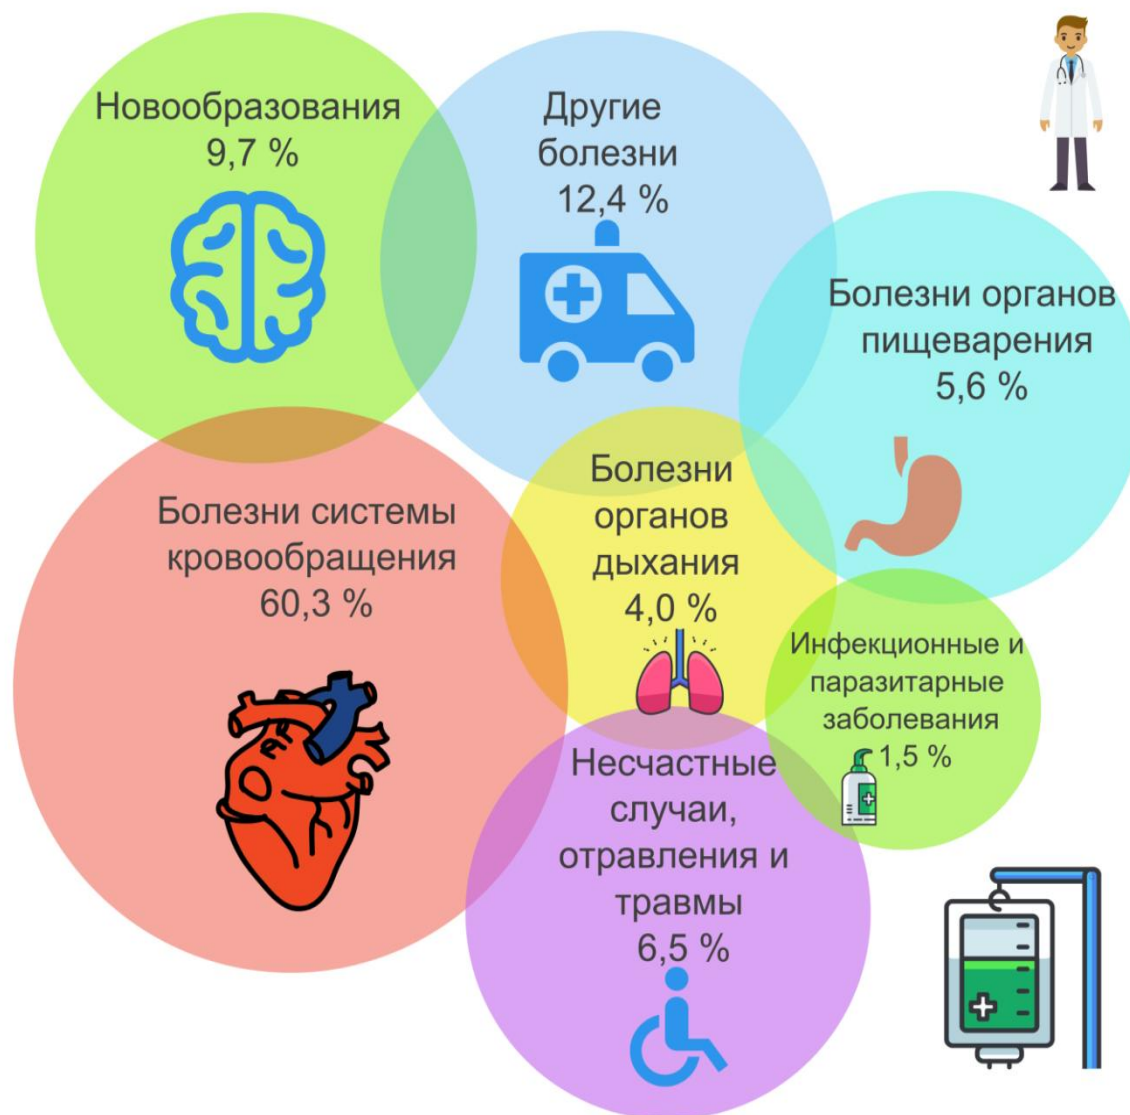 Новообразования
9,7 %
Другие
болезни
12,4 %
Болезни органов
пищеварения
5,6 %
Болезни системы
кровообращения
60,3 %
Болезни
органов
дыхания
4,0 %
Инфекционные и
паразитарные
заболевания
1,5 %
Несчастные
случаи,
отравления и
травмы
6,5 %